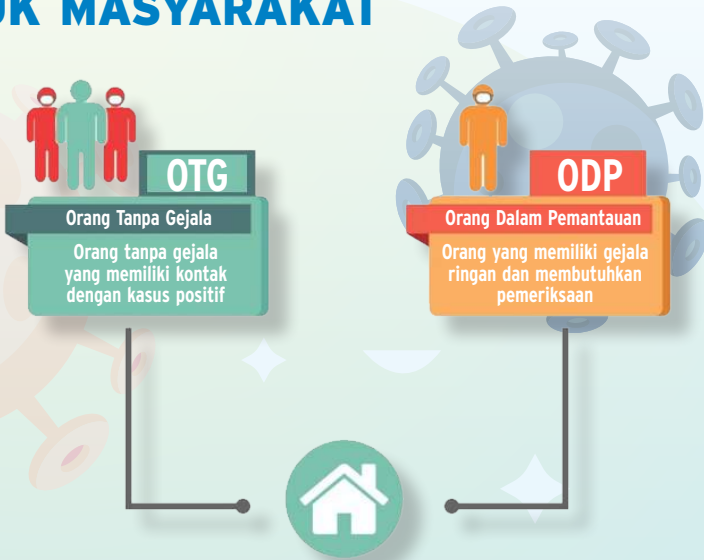 UK MASYARAKAT
OTG
Orang Tanpa Gejala
Orang tanpa gejala
yang memiliki kontak
dengan kasus positif
ODP
Orang Dalam Pemantauan
Orang yang memiliki gejala
ringan dan membutuhkan
pemeriksaan